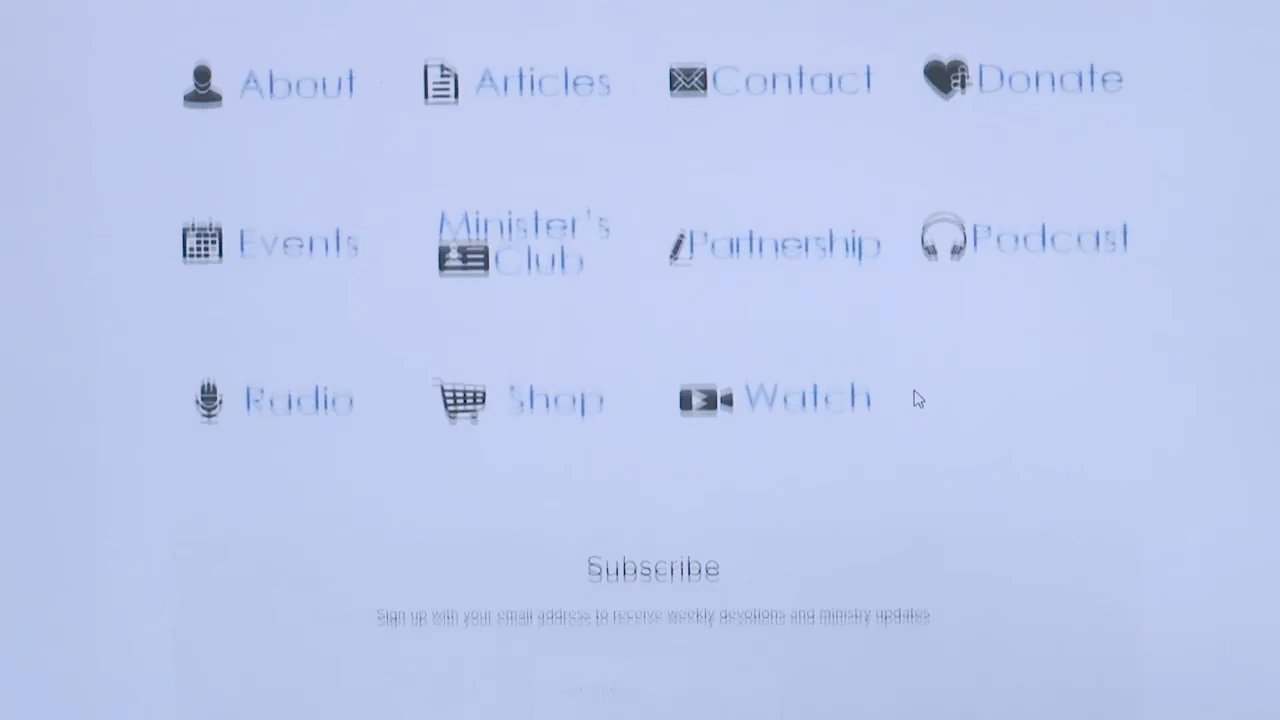 About Articles Contact Donate
Events Minister's Club Partnership Podcast
Radio Shop Watch
Subscribe
Sign up with your email address to receive weekly devotions and ministry updates